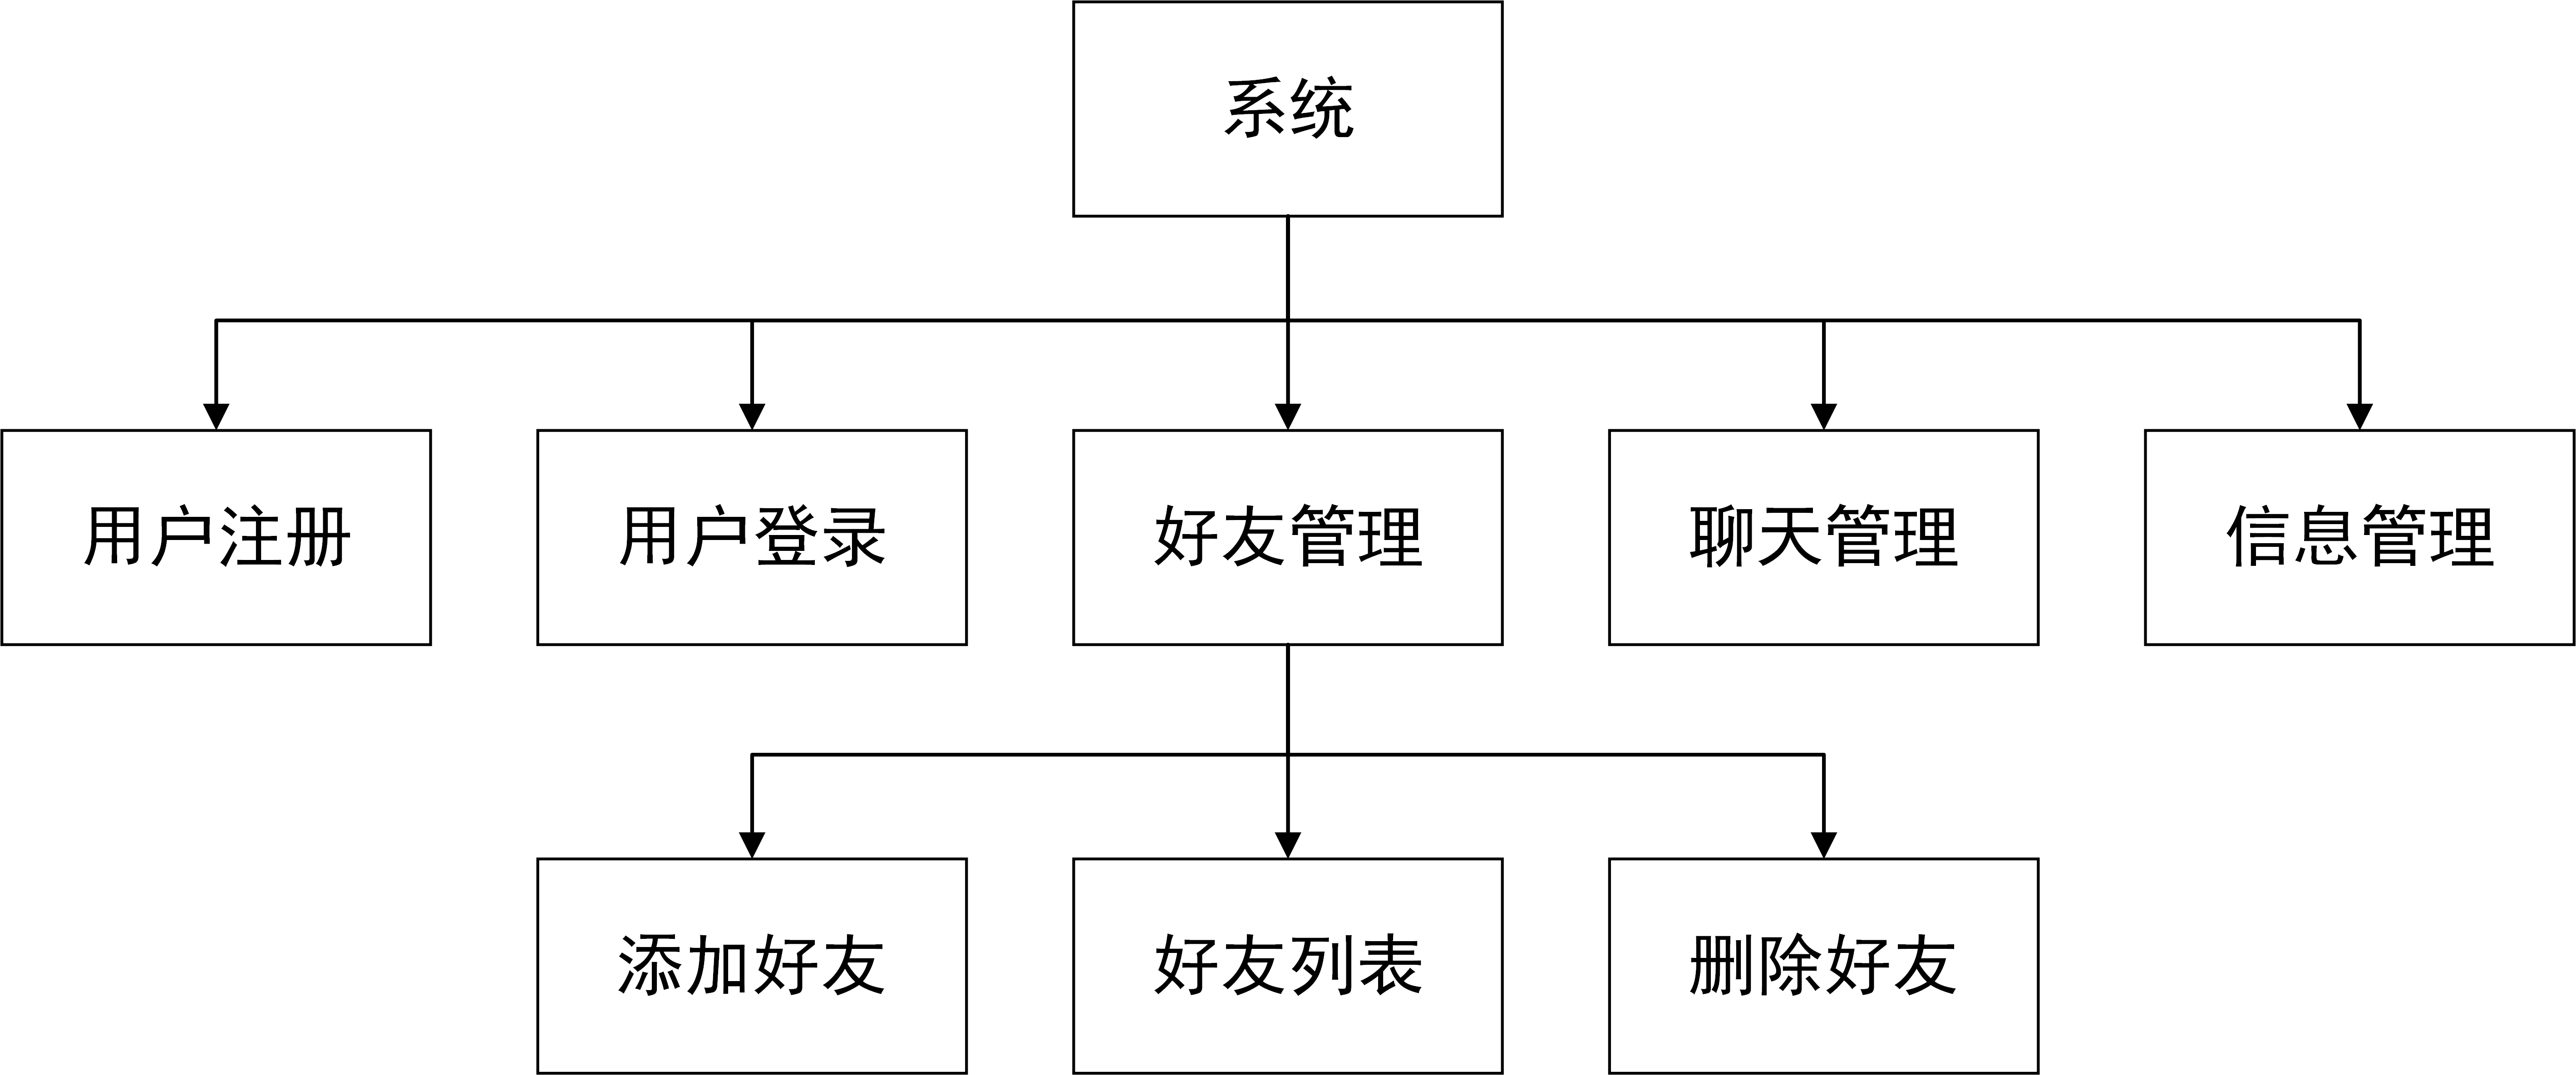 系统
用户注册
用户登录
好友管理
聊天管理
信息管理
添加好友
好友列表
删除好友